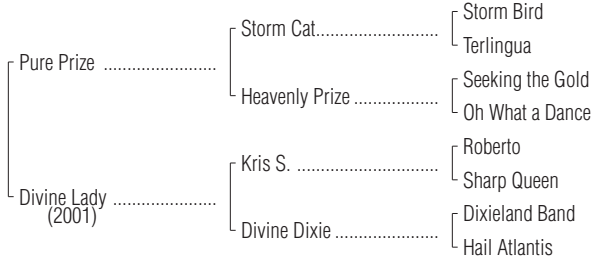 Storm Bird
Storm Cat..............................
Terlingua
Pure Prize ............................
Seeking the Gold
Heavenly Prize .....................
Oh What a Dance
Roberto
Kris S. ...................................
Sharp Queen
Divine Lady .........................
(2001)
Dixieland Band
Divine Dixie .........................
Hail Atlantis